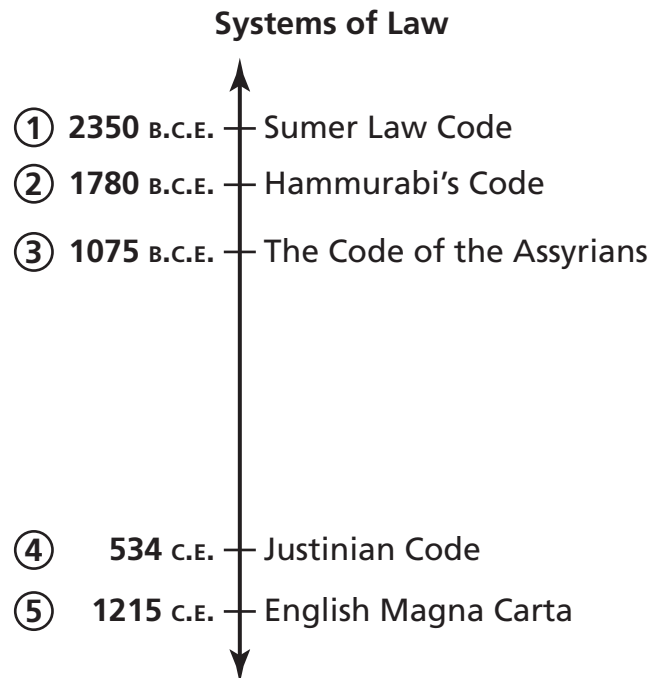 Systems of Law
① 2350 B.C.E. Sumer Law Code
② 1780 B.C.E. Hammurabi's Code
③ 1075 B.C.E. The Code of the Assyrians
④ 534 C.E. Justinian Code
⑤ 1215 C.E. English Magna Carta